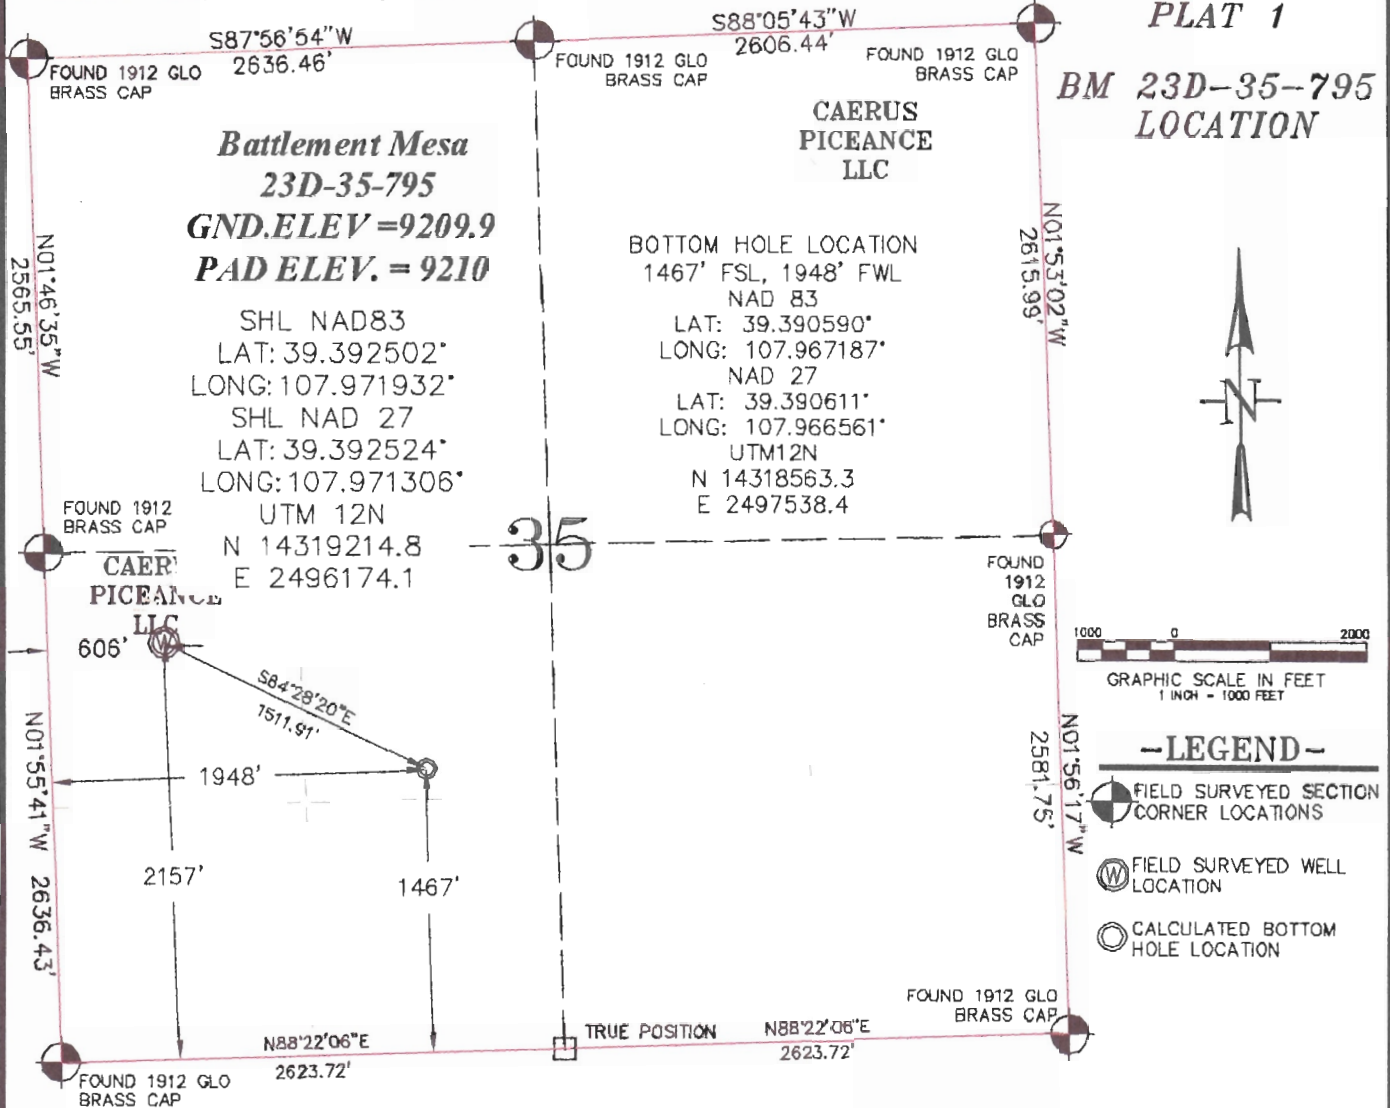 PLAT 1
BM 23D-35-795
LOCATION
S87°56'54"W
2636.46'
S88°05'43"W
2606.44'
FOUND 1912 GLO
BRASS CAP
FOUND 1912 GLO
BRASS CAP
FOUND 1912 GLO
BRASS CAP
CAERUS
PICEANCE
LLC
Battlement Mesa
23D-35-795
GND.ELEV =9209.9
PAD ELEV. = 9210
SHL NAD83
LAT: 39.392502°
LONG: 107.971932°
SHL NAD 27
LAT: 39.392524°
LONG: 107.971306°
UTM 12N
N 14319214.8
E 2496174.1
BOTTOM HOLE LOCATION
1467' FSL, 1948' FWL
NAD 83
LAT: 39.390590°
LONG: 107.967187°
NAD 27
LAT: 39.390611°
LONG: 107.966561°
UTM12N
N 14318563.3
E 2497538.4
N01°46'35"W
2565.55'
N01°53'02"W
2615.99'
N
FOUND 1912
BRASS CAP
35
CAER
PICEANCE
LLC
W
606'
FOUND
1912
GLO
BRASS
CAP
S84°28'20"E
1511.91'
1948'
2157'
1467'
N01°55'41"W 2636.43'
N01°56'17"W
2581.75'
1000 0 2000
GRAPHIC SCALE IN FEET
1 INCH = 1000 FEET
-LEGEND-
FIELD SURVEYED SECTION
CORNER LOCATIONS
W
FIELD SURVEYED WELL
LOCATION
CALCULATED BOTTOM
HOLE LOCATION
FOUND 1912 GLO
BRASS CAP
TRUE POSITION
N88°22'06"E
2623.72'
N88°22'06"E
2623.72'
FOUND 1912 GLO
BRASS CAP